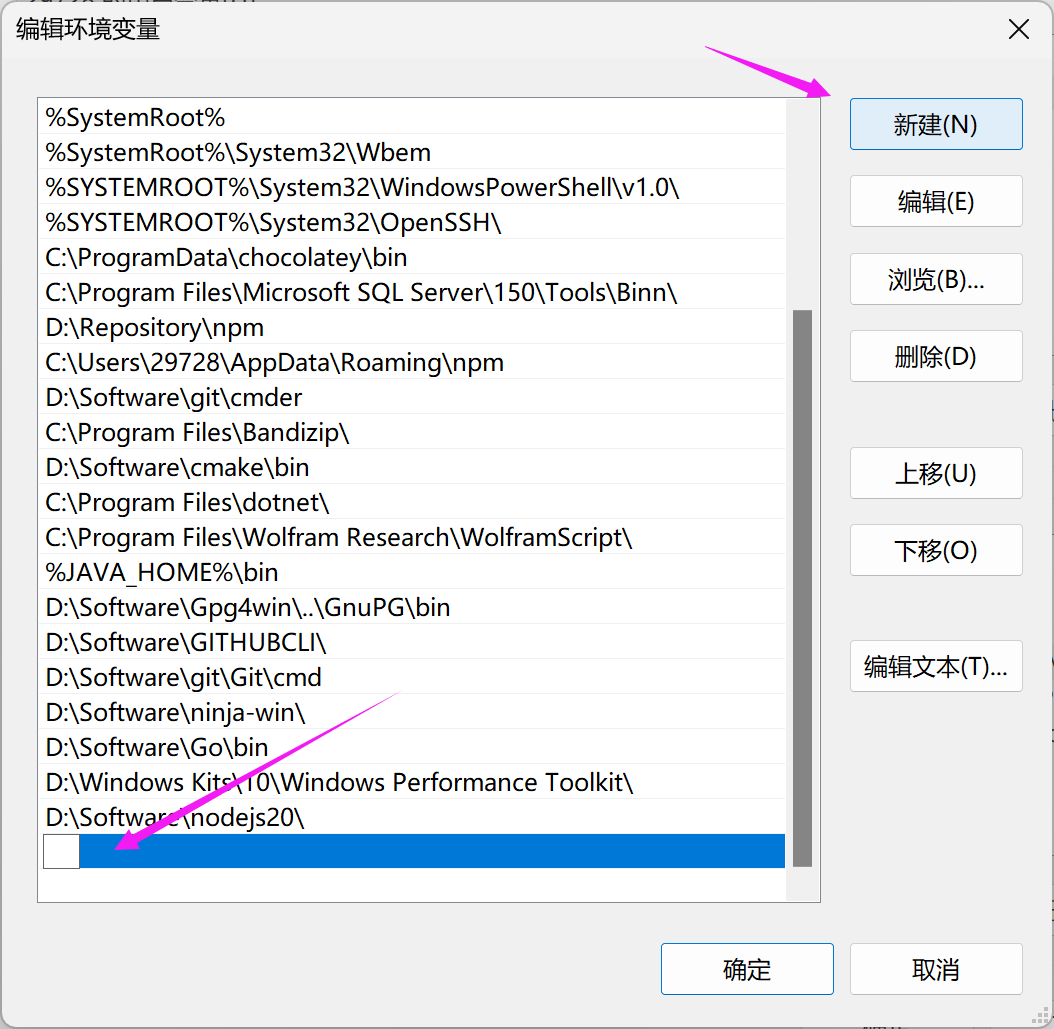 编辑环境变量
%SystemRoot%
%SystemRoot%\System32\Wbem
%SYSTEMROOT%\System32\WindowsPowerShell\v1.0\
%SYSTEMROOT%\System32\OpenSSH\
C:\ProgramData\chocolatey\bin
C:\Program Files\Microsoft SQL Server\150\Tools\Binn\
D:\Repository\npm
C:\Users\29728\AppData\Roaming\npm
D:\Software\git\cmder
C:\Program Files\Bandizip\
D:\Software\cmake\bin
C:\Program Files\dotnet\
C:\Program Files\Wolfram Research\WolframScript\
%JAVA_HOME%\bin
D:\Software\Gpg4win\..\GnuPG\bin
D:\Software\GITHUBCLI\
D:\Software\git\Git\cmd
D:\Software\ninja-win\
D:\Software\Go\bin
D:\Windows Kits\10\Windows Performance Toolkit\
D:\Software\nodejs20\
新建(N)
编辑(E)
浏览(B)...
删除(D)
上移(U)
下移(O)
编辑文本(T)...
确定
取消